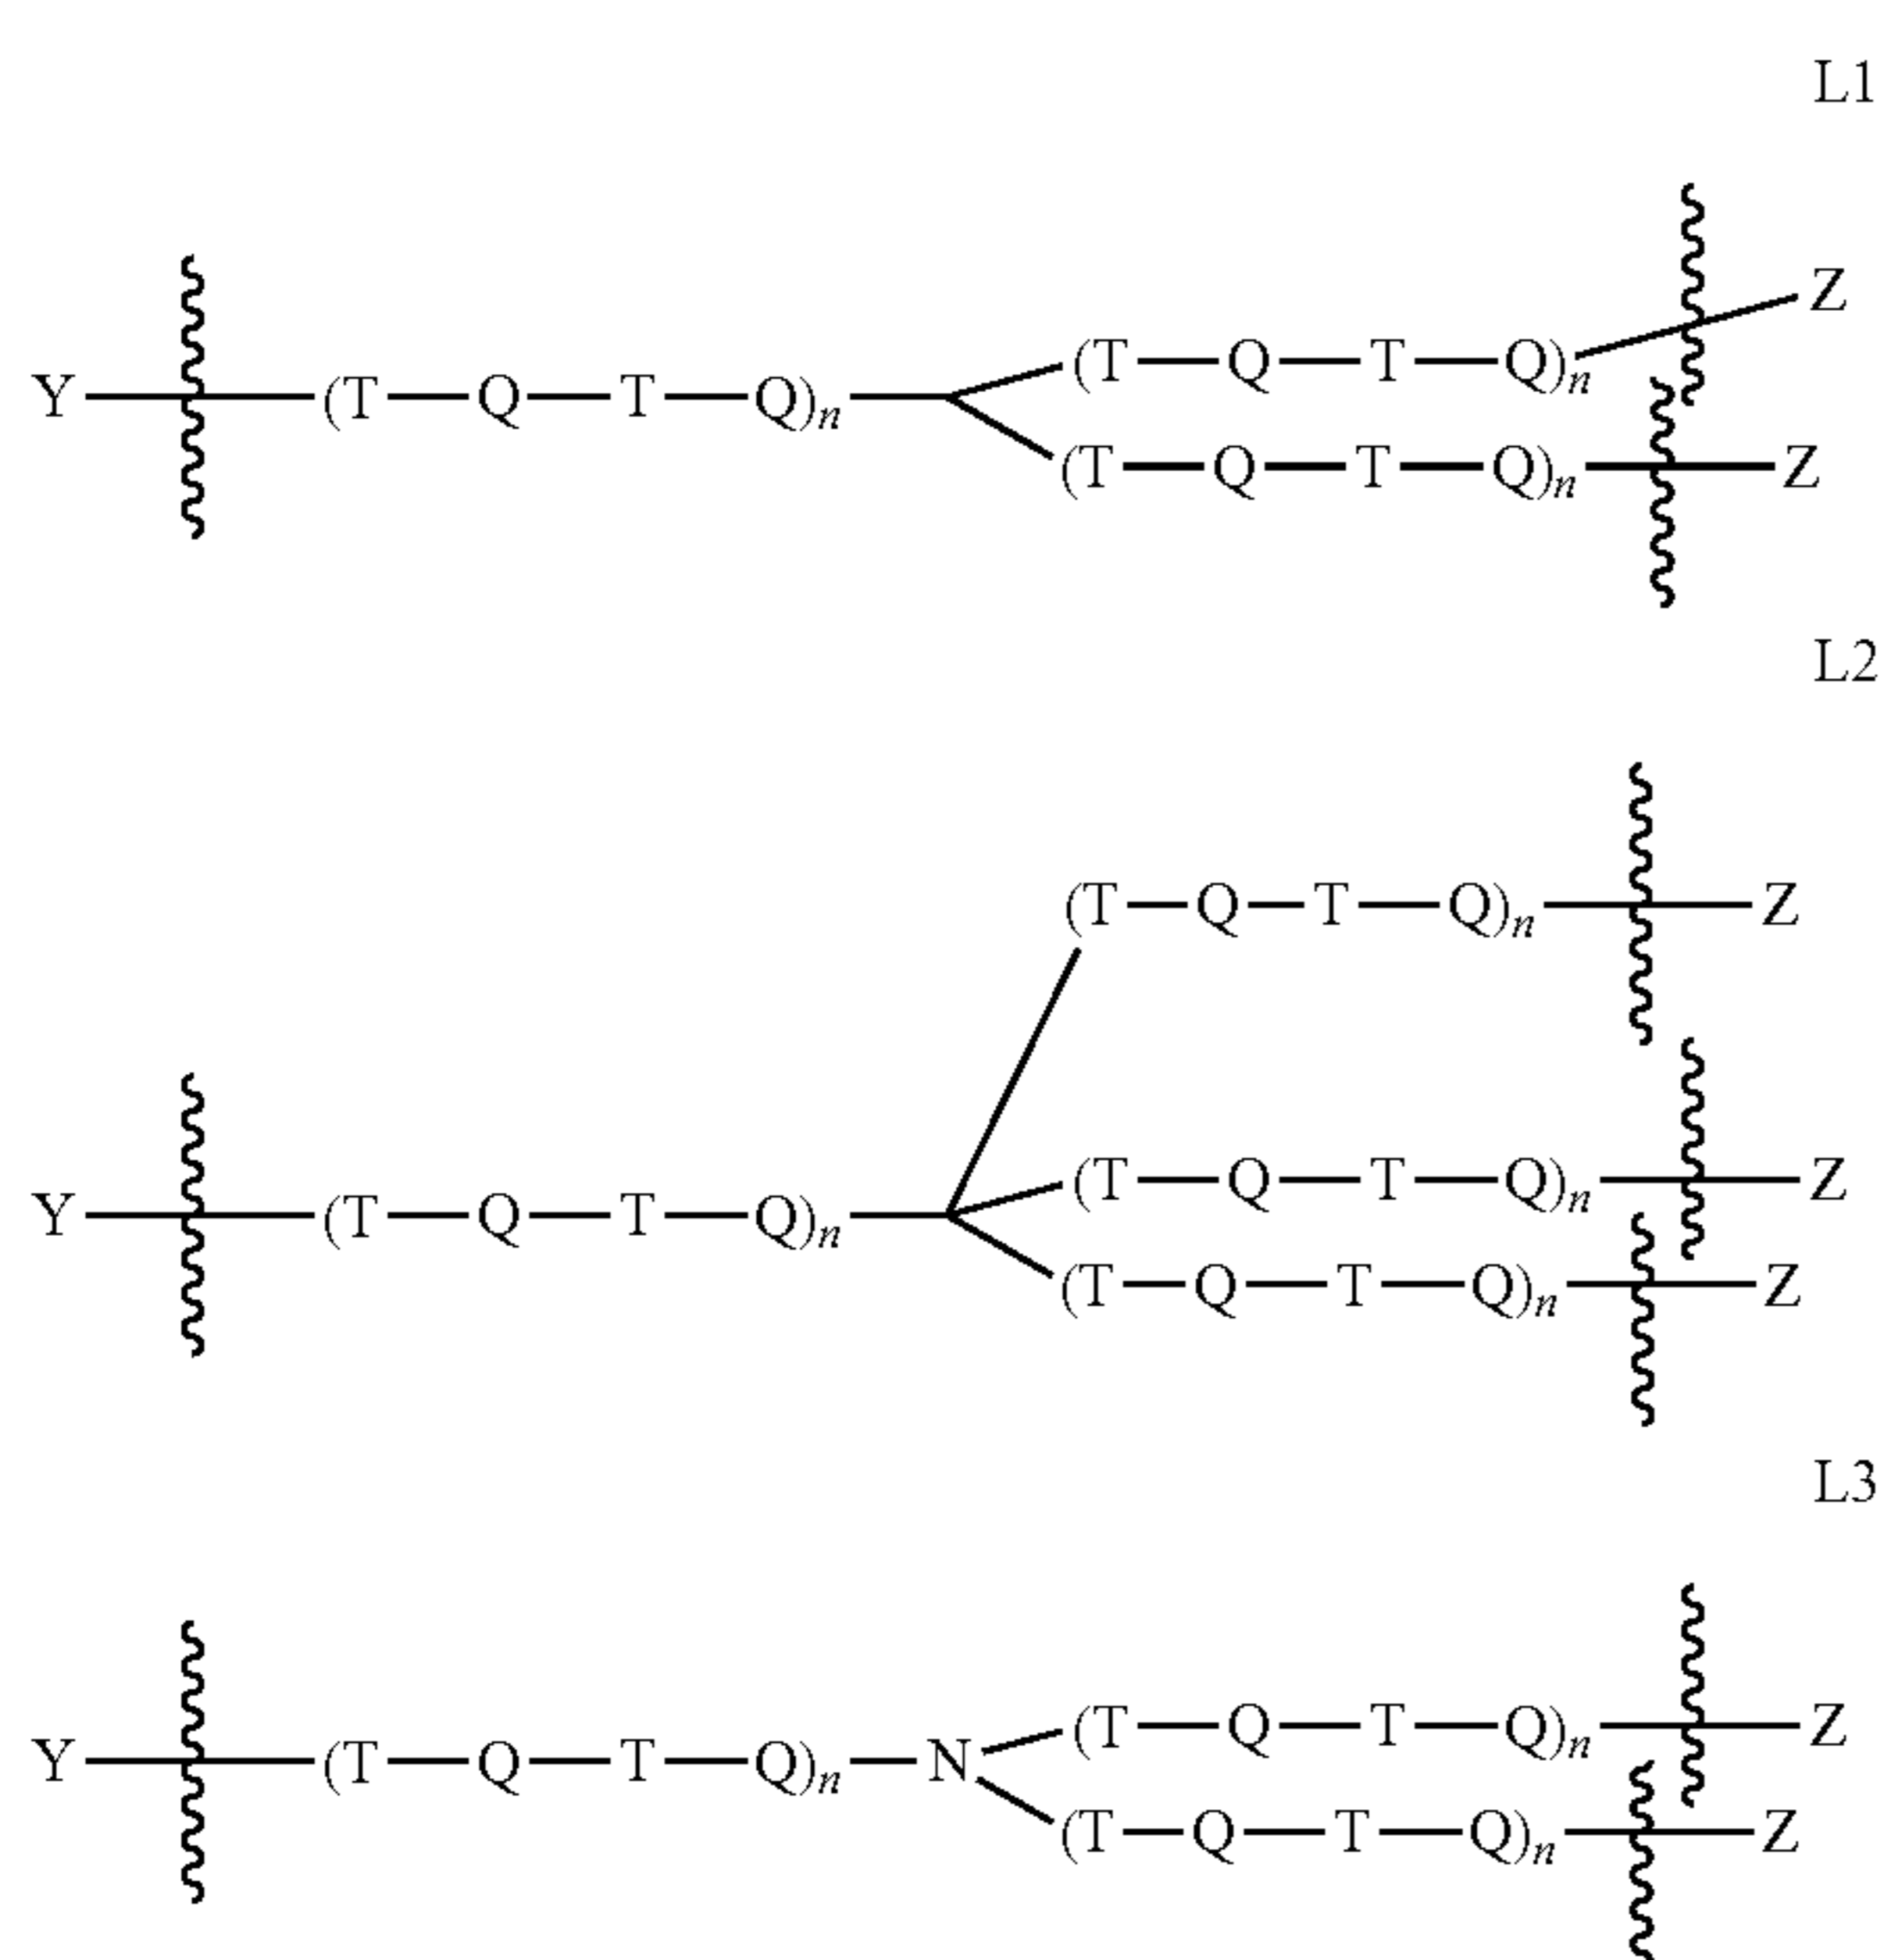 L1
Y (T Q T Q)n (T Q T Q)n Z
(T Q T Q)n Z
L2
(T Q T Q)n Z
Y (T Q T Q)n (T Q T Q)n Z
(T Q T Q)n Z
L3
Y (T Q T Q)n N (T Q T Q)n Z
(T Q T Q)n Z